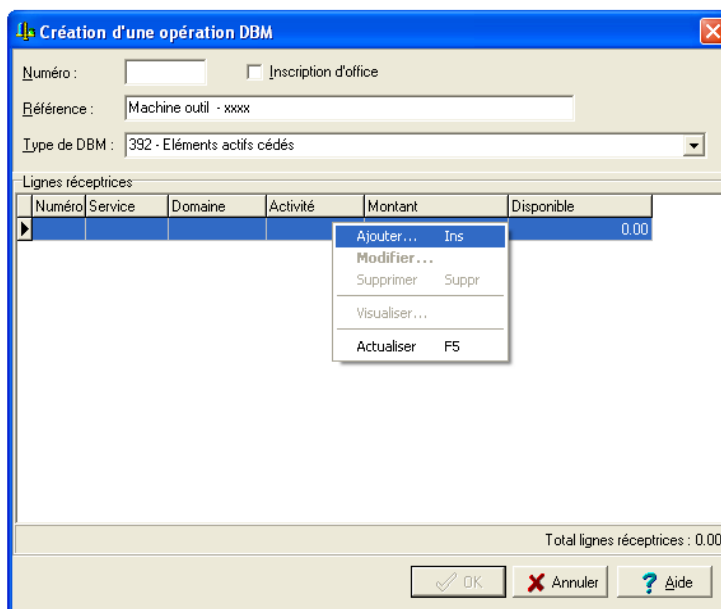 Création d'une opération DBM
Numéro : Inscription d'office
Référence : Machine outil - xxxx
Type de DBM : 392 - Eléments actifs cédés
Lignes réceptrices
Numéro Service Domaine Activité Montant Disponible
0.00
Ajouter... Ins
Modifier...
Supprimer Suppr
Visualiser...
Actualiser F5
Total lignes réceptrices : 0.00
OK Annuler ? Aide